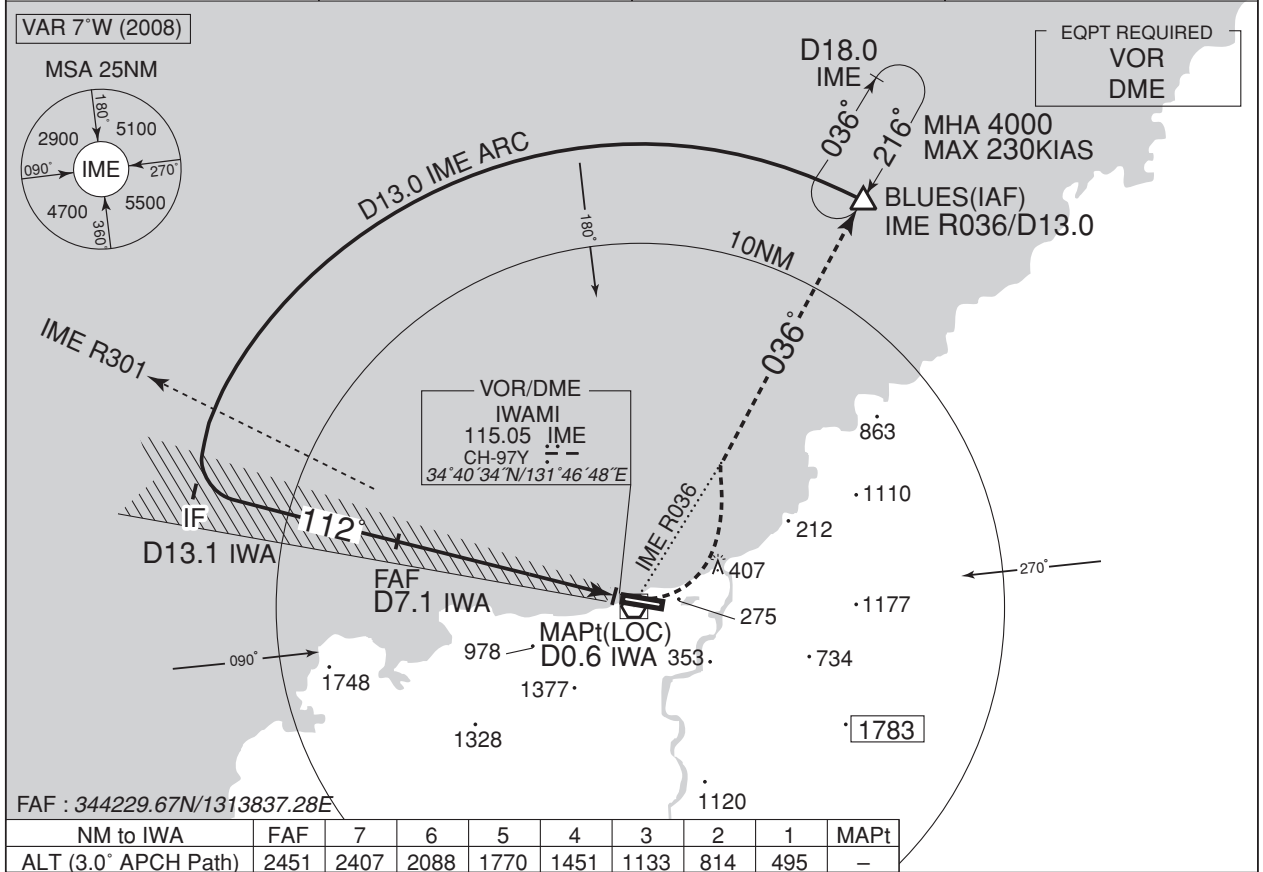 VAR 7°W (2008)
MSA 25NM
180°
2900
5100
090°
IME
270°
4700
5500
360°
D18.0
IME
EQPT REQUIRED
VOR
DME
036°
216°
MHA 4000
MAX 230KIAS
D13.0 IME ARC
BLUES(IAF)
IME R036/D13.0
180°
10NM
036°
IME R301
VOR/DME
IWAMI
115.05 IME
CH-97Y
34°40´34˝N/131°46´48˝E
863
1110
IME R036
212
IF
112°
D13.1 IWA
407
270°
FAF
D7.1 IWA
275
1177
MAPt(LOC)
D0.6 IWA
978
353
734
090°
1748
1377
1328
1783
1120
FAF : 344229.67N/1313837.28E
NM to IWA FAF 7 6 5 4 3 2 1 MAPt
ALT (3.0° APCH Path) 2451 2407 2088 1770 1451 1133 814 495 –